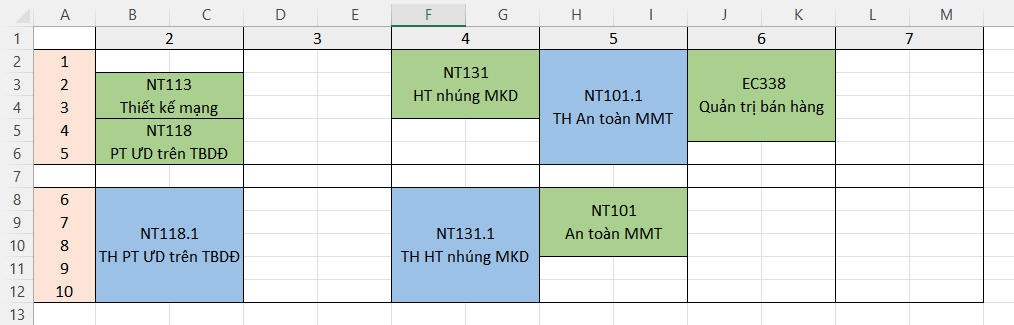 A B C D E F G H I J K L M
1 2 3 4 5 6 7
2 1
3 2
4 3
5 4
6 5
7
8 6
9 7
10 8
11 9
12 10
13
NT113
Thiết kế mạng
NT118
PT ƯD trên TBDĐ
NT131
HT nhúng MKD
NT101.1
TH An toàn MMT
EC338
Quản trị bán hàng
NT118.1
TH PT ƯD trên TBDĐ
NT131.1
TH HT nhúng MKD
NT101
An toàn MMT